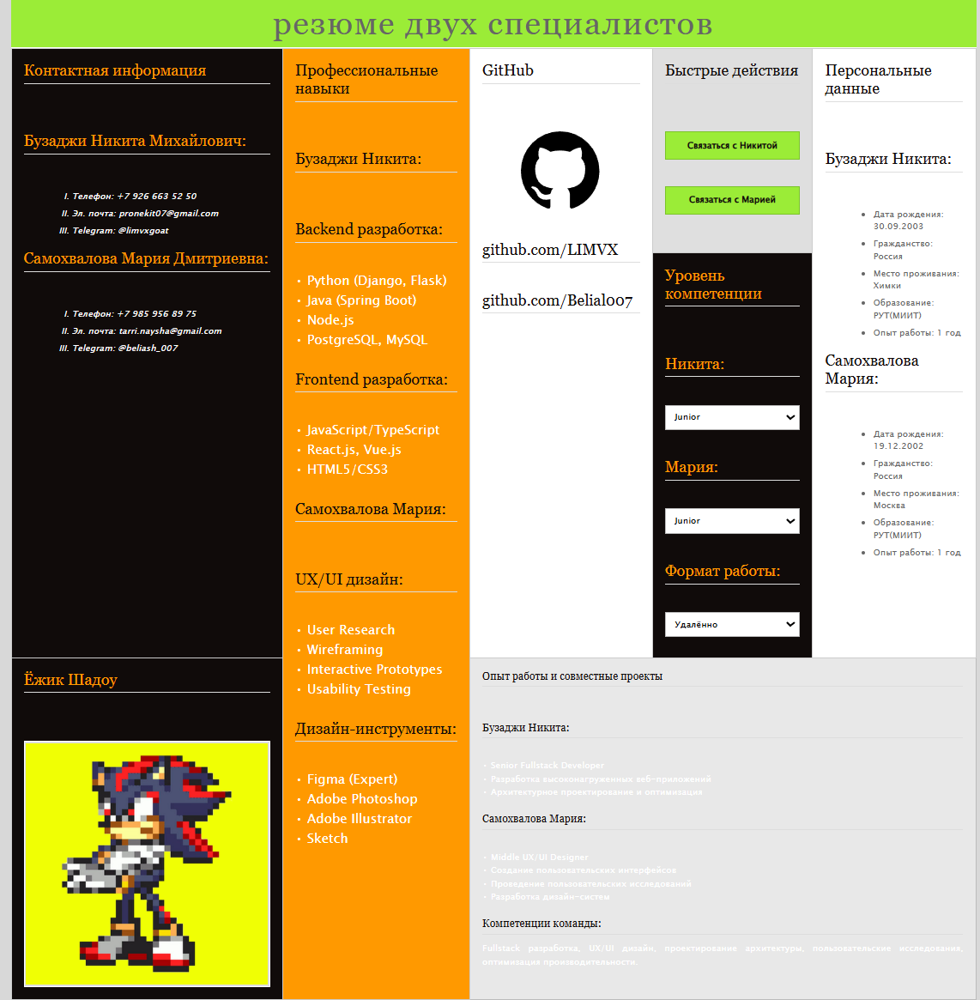 резюме двух специалистов
Контактная информация
Бузаджи Никита Михайлович:
I. Телефон: +7 926 663 52 50
II. Эл. почта: pronekit07@gmail.com
III. Telegram: @limvxgoat
Самохвалова Мария Дмитриевна:
I. Телефон: +7 985 956 89 75
II. Эл. почта: tarri.naysha@gmail.com
III. Telegram: @beliash_007
Ёжик Шадоу
Профессиональные
навыки
Бузаджи Никита:
Backend разработка:
• Python (Django, Flask)
• Java (Spring Boot)
• Node.js
• PostgreSQL, MySQL
Frontend разработка:
• JavaScript/TypeScript
• React.js, Vue.js
• HTML5/CSS3
Самохвалова Мария:
UX/UI дизайн:
• User Research
• Wireframing
• Interactive Prototypes
• Usability Testing
Дизайн-инструменты:
• Figma (Expert)
• Adobe Photoshop
• Adobe Illustrator
• Sketch
GitHub
github.com/LIMVX
github.com/Belial007
Быстрые действия
Связаться с Никитой
Связаться с Марией
Уровень
компетенции
Никита:
Junior
Мария:
Junior
Формат работы:
Удалённо
Персональные
данные
Бузаджи Никита:
• Дата рождения:
30.09.2003
• Гражданство:
Россия
• Место проживания:
Химки
• Образование:
РУТ(МИИТ)
• Опыт работы: 1 год
Самохвалова
Мария:
• Дата рождения:
19.12.2002
• Гражданство:
Россия
• Место проживания:
Москва
• Образование:
РУТ(МИИТ)
• Опыт работы: 1 год
Опыт работы и совместные проекты
Бузаджи Никита:
• Senior Fullstack Developer
• Разработка высоконагруженных веб-приложений
• Архитектурное проектирование и оптимизация
Самохвалова Мария:
• Middle UX/UI Designer
• Создание пользовательских интерфейсов
• Проведение пользовательских исследований
• Разработка дизайн-систем
Компетенции команды:
Fullstack разработка, UX/UI дизайн, проектирование архитектуры, пользовательские исследования,
оптимизация производительности.